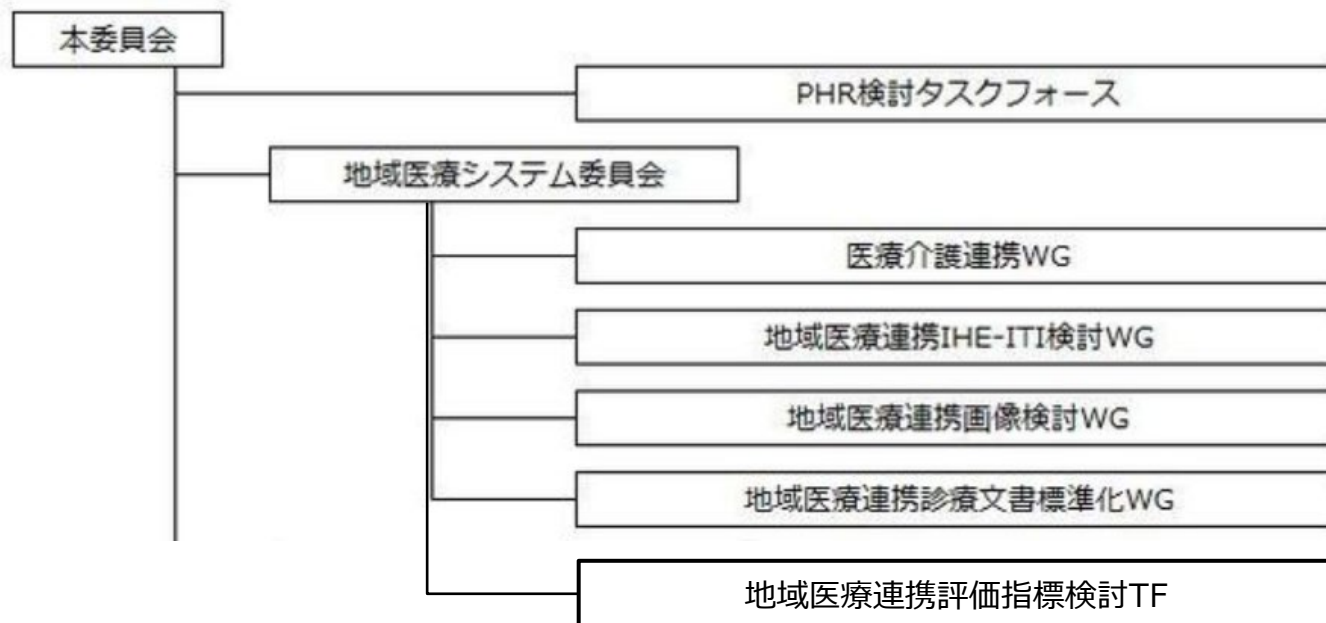 本委員会
PHR検討タスクフォース
地域医療システム委員会
医療介護連携WG
地域医療連携IHE-ITI検討WG
地域医療連携画像検討WG
地域医療連携診療文書標準化WG
地域医療連携評価指標検討TF